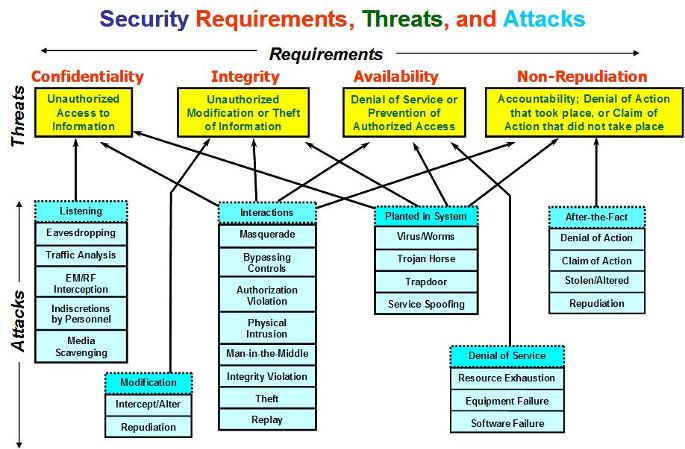 Security Requirements, Threats, and Attacks
Requirements
Confidentiality
Integrity
Availability
Non-Repudiation
Threats
Unauthorized
Access to
Information
Unauthorized
Modification or Theft
of Information
Denial of Service or
Prevention of
Authorized Access
Accountability; Denial of Action
that took place, or Claim of
Action that did not take place
Attacks
Listening
Eavesdropping
Traffic Analysis
EM/RF
Interception
Indiscretions
by Personnel
Media
Scavenging
Modification
Intercept/Alter
Repudiation
Interactions
Masquerade
Bypassing
Controls
Authorization
Violation
Physical
Intrusion
Man-in-the-Middle
Integrity Violation
Theft
Replay
Planted in System
Virus/Worms
Trojan Horse
Trapdoor
Service Spoofing
Denial of Service
Resource Exhaustion
Equipment Failure
Software Failure
After-the-Fact
Denial of Action
Claim of Action
Stolen/Altered
Repudiation